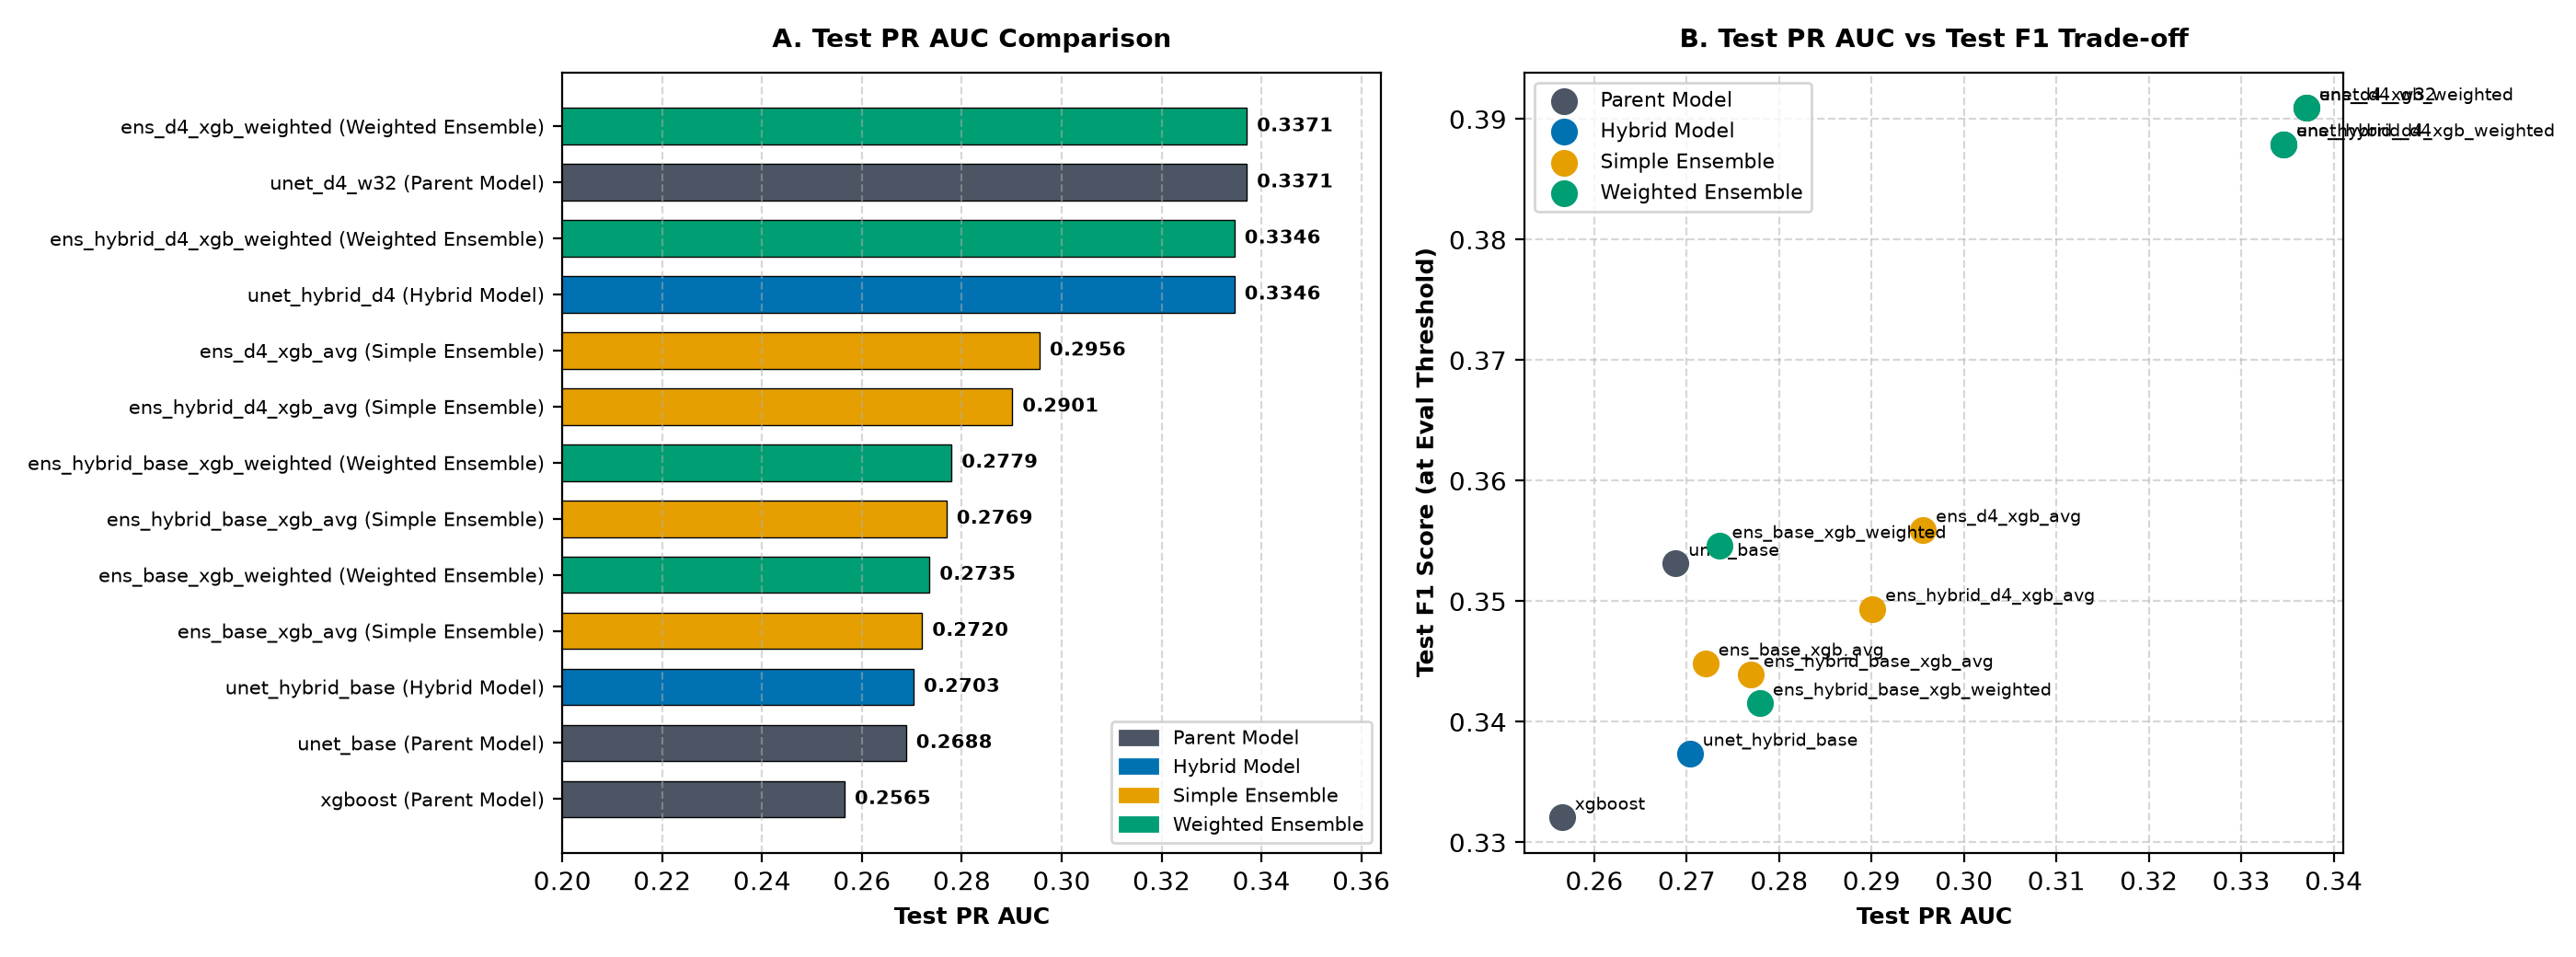 A. Test PR AUC Comparison
ens_d4_xgb_weighted (Weighted Ensemble)
0.3371
unet_d4_w32 (Parent Model)
0.3371
ens_hybrid_d4_xgb_weighted (Weighted Ensemble)
0.3346
unet_hybrid_d4 (Hybrid Model)
0.3346
ens_d4_xgb_avg (Simple Ensemble)
0.2956
ens_hybrid_d4_xgb_avg (Simple Ensemble)
0.2901
ens_hybrid_base_xgb_weighted (Weighted Ensemble)
0.2779
ens_hybrid_base_xgb_avg (Simple Ensemble)
0.2769
ens_base_xgb_weighted (Weighted Ensemble)
0.2735
ens_base_xgb_avg (Simple Ensemble)
0.2720
unet_hybrid_base (Hybrid Model)
0.2703
unet_base (Parent Model)
0.2688
xgboost (Parent Model)
0.2565
Parent Model
Hybrid Model
Simple Ensemble
Weighted Ensemble
0.20 0.22 0.24 0.26 0.28 0.30 0.32 0.34 0.36
Test PR AUC
B. Test PR AUC vs Test F1 Trade-off
Parent Model
Hybrid Model
Simple Ensemble
Weighted Ensemble
Test F1 Score (at Eval Threshold)
0.39
0.38
0.37
0.36
0.35
0.34
0.33
unet_d4_w32
ens_d4_xgb_weighted
unet_hybrid_d4
ens_hybrid_d4_xgb_weighted
ens_d4_xgb_avg
ens_base_xgb_weighted
unet_base
ens_hybrid_d4_xgb_avg
ens_base_xgb_avg
ens_hybrid_base_xgb_avg
ens_hybrid_base_xgb_weighted
unet_hybrid_base
xgboost
0.26 0.27 0.28 0.29 0.30 0.31 0.32 0.33 0.34
Test PR AUC